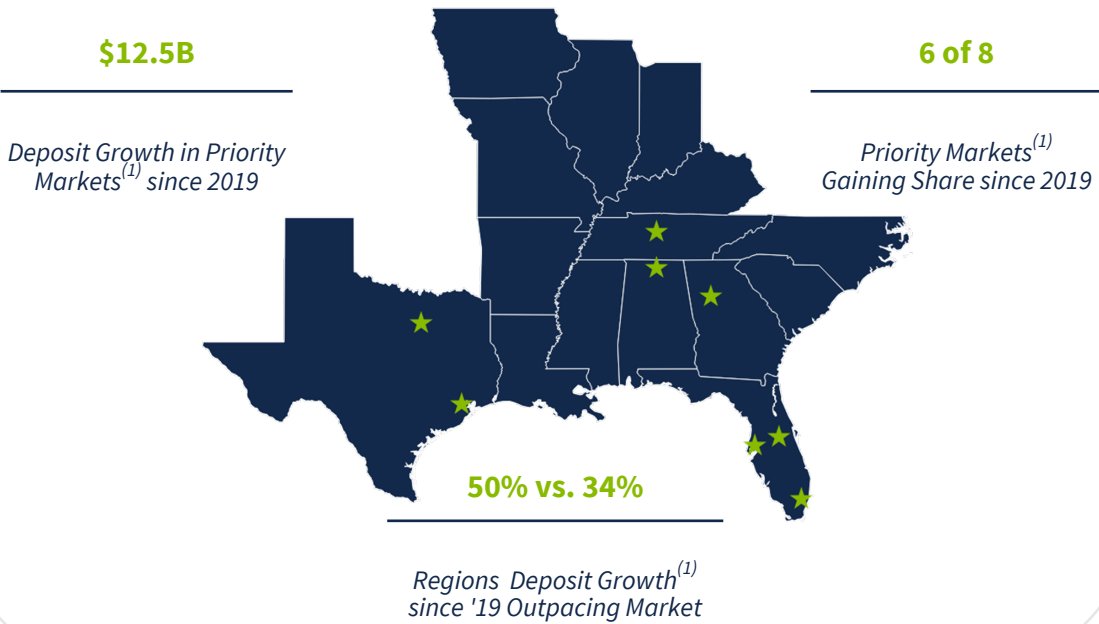 $12.5B
Deposit Growth in Priority
Markets(1) since 2019
6 of 8
Priority Markets(1)
Gaining Share since 2019
50% vs. 34%
Regions  Deposit Growth(1)
since '19 Outpacing Market